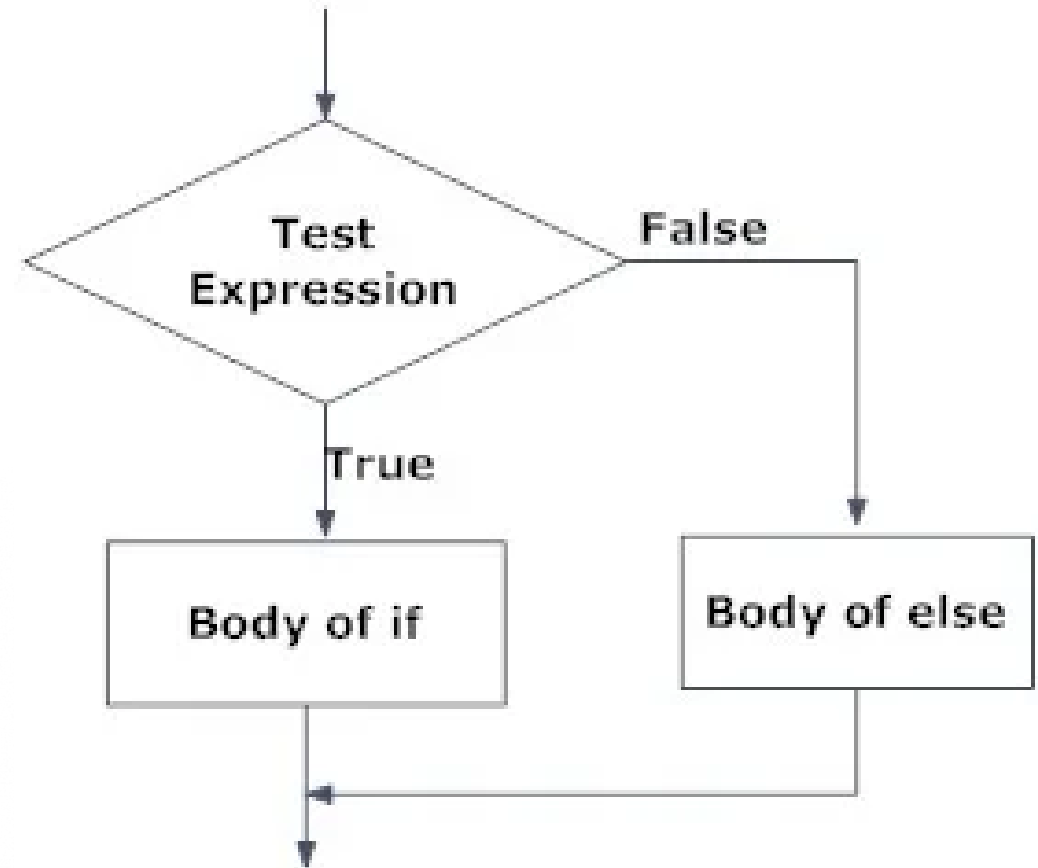 Test
Expression
False
True
Body of if
Body of else